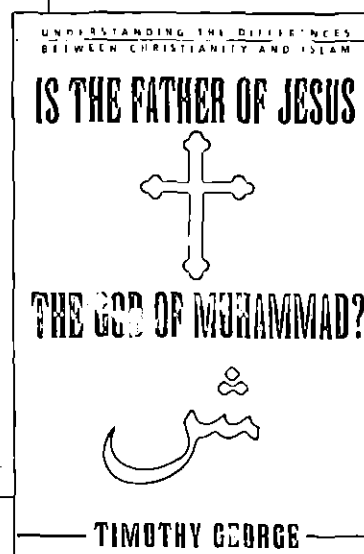 UNDERSTANDING THE DIFFERENCES
BETWEEN CHRISTIANITY AND ISLAM
IS THE FATHER OF JESUS
THE GOD OF MUHAMMAD?
ش
TIMOTHY GEORGE